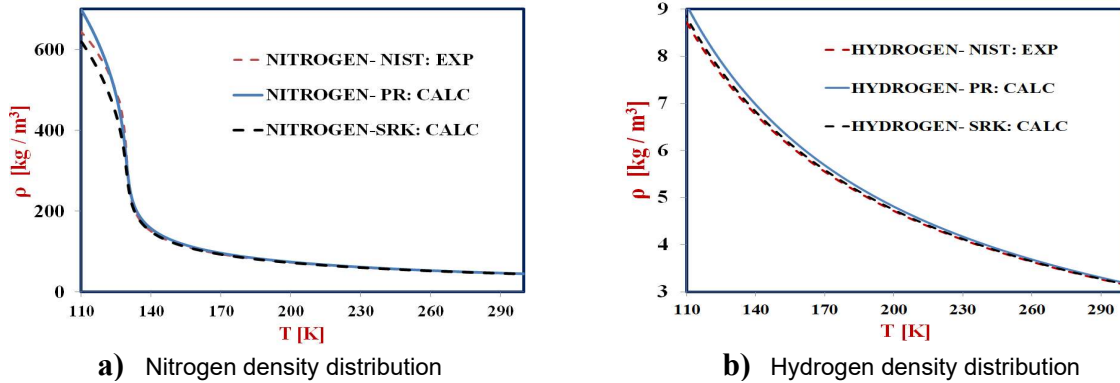 600
400
200
0
ρ [kg / m³]
NITROGEN- NIST: EXP
NITROGEN- PR: CALC
NITROGEN-SRK: CALC
110 140 170 200 230 260 290
T [K]
a) Nitrogen density distribution
9
8
7
6
5
4
3
ρ [kg / m³]
HYDROGEN- NIST: EXP
HYDROGEN- PR: CALC
HYDROGEN- SRK: CALC
110 140 170 200 230 260 290
T [K]
b) Hydrogen density distribution